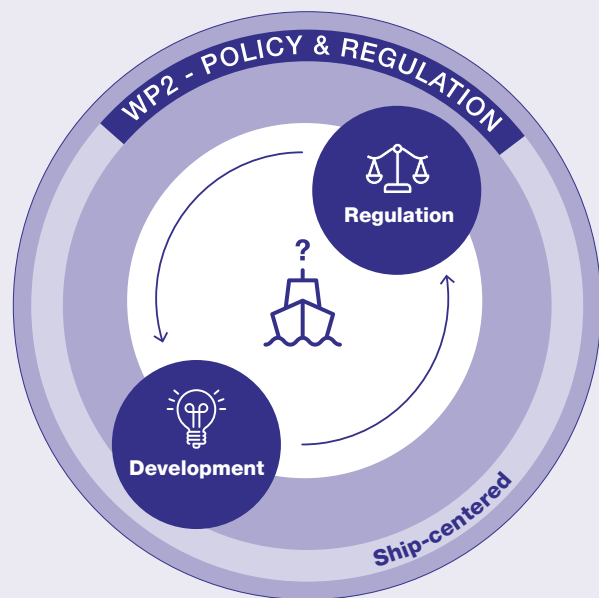 WP2 - POLICY & REGULATION
Regulation
?
Development
Ship-centered